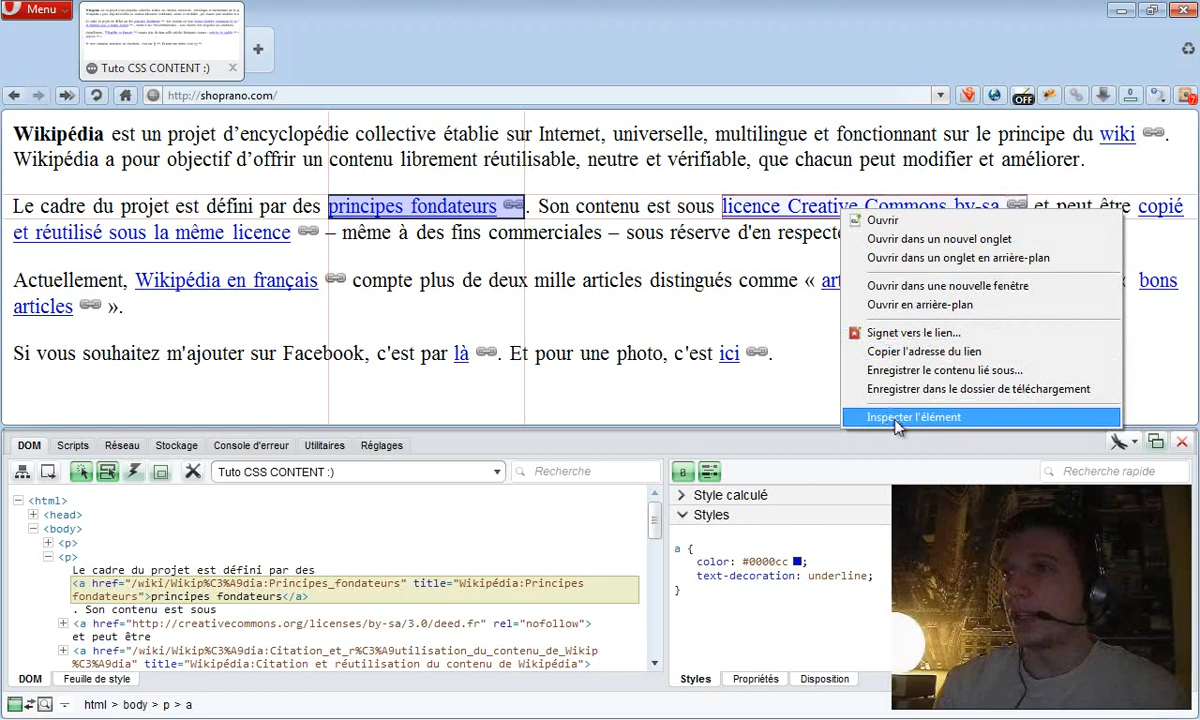 Menu
Tuto CSS CONTENT :)
http://shoprano.com/
OFF
Wikipédia est un projet d’encyclopédie collective établie sur Internet, universelle, multilingue et fonctionnant sur le principe du wiki .
Wikipédia a pour objectif d’offrir un contenu librement réutilisable, neutre et vérifiable, que chacun peut modifier et améliorer.
Le cadre du projet est défini par des principes fondateurs . Son contenu est sous licence Creative Commons by-sa et peut être copié
et réutilisé sous la même licence – même à des fins commerciales – sous réserve d'en respecte
Actuellement, Wikipédia en français compte plus de deux mille articles distingués comme « art « bons
articles ».
Si vous souhaitez m'ajouter sur Facebook, c'est par là . Et pour une photo, c'est ici .
Ouvrir
Ouvrir dans un nouvel onglet
Ouvrir dans un onglet en arrière-plan
Ouvrir dans une nouvelle fenêtre
Ouvrir en arrière-plan
Signet vers le lien...
Copier l'adresse du lien
Enregistrer le contenu lié sous...
Enregistrer dans le dossier de téléchargement
Inspecter l'élément
DOM Scripts Réseau Stockage Console d'erreur Utilitaires Réglages
Tuto CSS CONTENT :) Recherche Recherche rapide
<html>
<head>
<body>
<p>
<p>
Le cadre du projet est défini par des
<a href="/wiki/Wikip%C3%A9dia:Principes_fondateurs" title="Wikipédia:Principes
fondateurs">principes fondateurs</a>
. Son contenu est sous
<a href="http://creativecommons.org/licenses/by-sa/3.0/deed.fr" rel="nofollow">
et peut être
<a href="/wiki/Wikip%C3%A9dia:Citation_et_r%C3%A9utilisation_du_contenu_de_Wikip
%C3%A9dia" title="Wikipédia:Citation et réutilisation du contenu de Wikipédia">
Style calculé
Styles
a {
color: #0000cc ;
text-decoration: underline;
}
DOM Feuille de style
Styles Propriétés Disposition
html > body > p > a